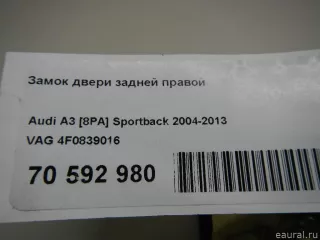 Замок двери задней правой
Audi A3 [8PA] Sportback 2004-2013
VAG 4F0839016
70 592 980
eaural.ru